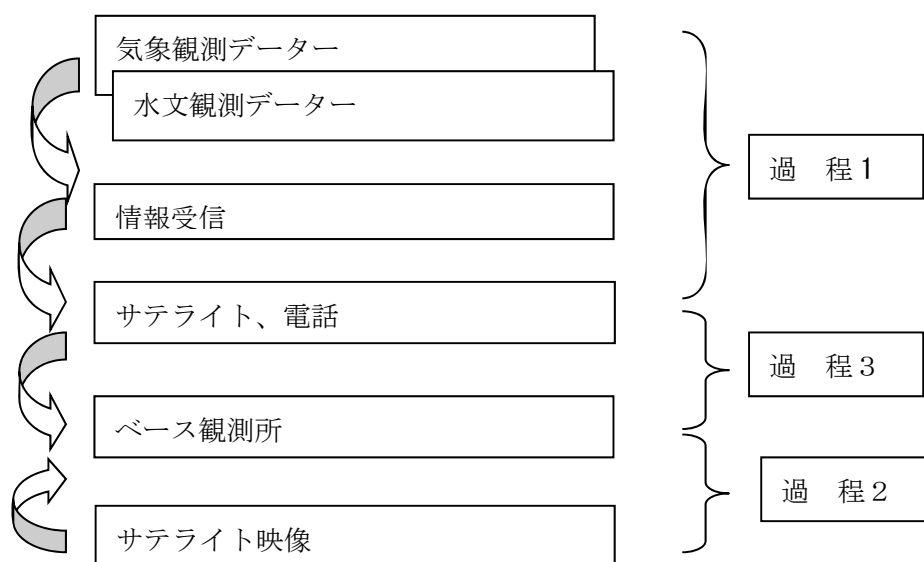 気象観測データー
水文観測データー
過　程１
情報受信
サテライト、電話
過　程３
ベース観測所
過　程２
サテライト映像